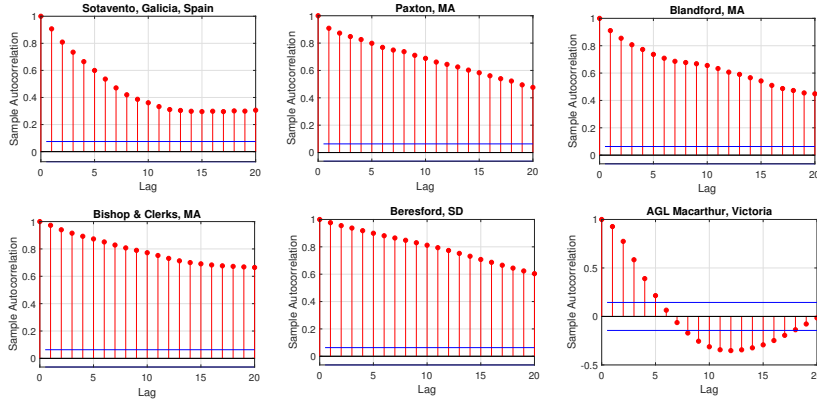 Sotavento, Galicia, Spain
Sample Autocorrelation
1
0.8
0.6
0.4
0.2
0
0 5 10 15 20
Lag
Paxton, MA
Sample Autocorrelation
1
0.8
0.6
0.4
0.2
0
0 5 10 15 20
Lag
Blandford, MA
Sample Autocorrelation
1
0.8
0.6
0.4
0.2
0
0 5 10 15 20
Lag
Bishop & Clerks, MA
Sample Autocorrelation
1
0.8
0.6
0.4
0.2
0
0 5 10 15 20
Lag
Beresford, SD
Sample Autocorrelation
1
0.8
0.6
0.4
0.2
0
0 5 10 15 20
Lag
AGL Macarthur, Victoria
Sample Autocorrelation
1
0.5
0
-0.5
0 5 10 15 20
Lag